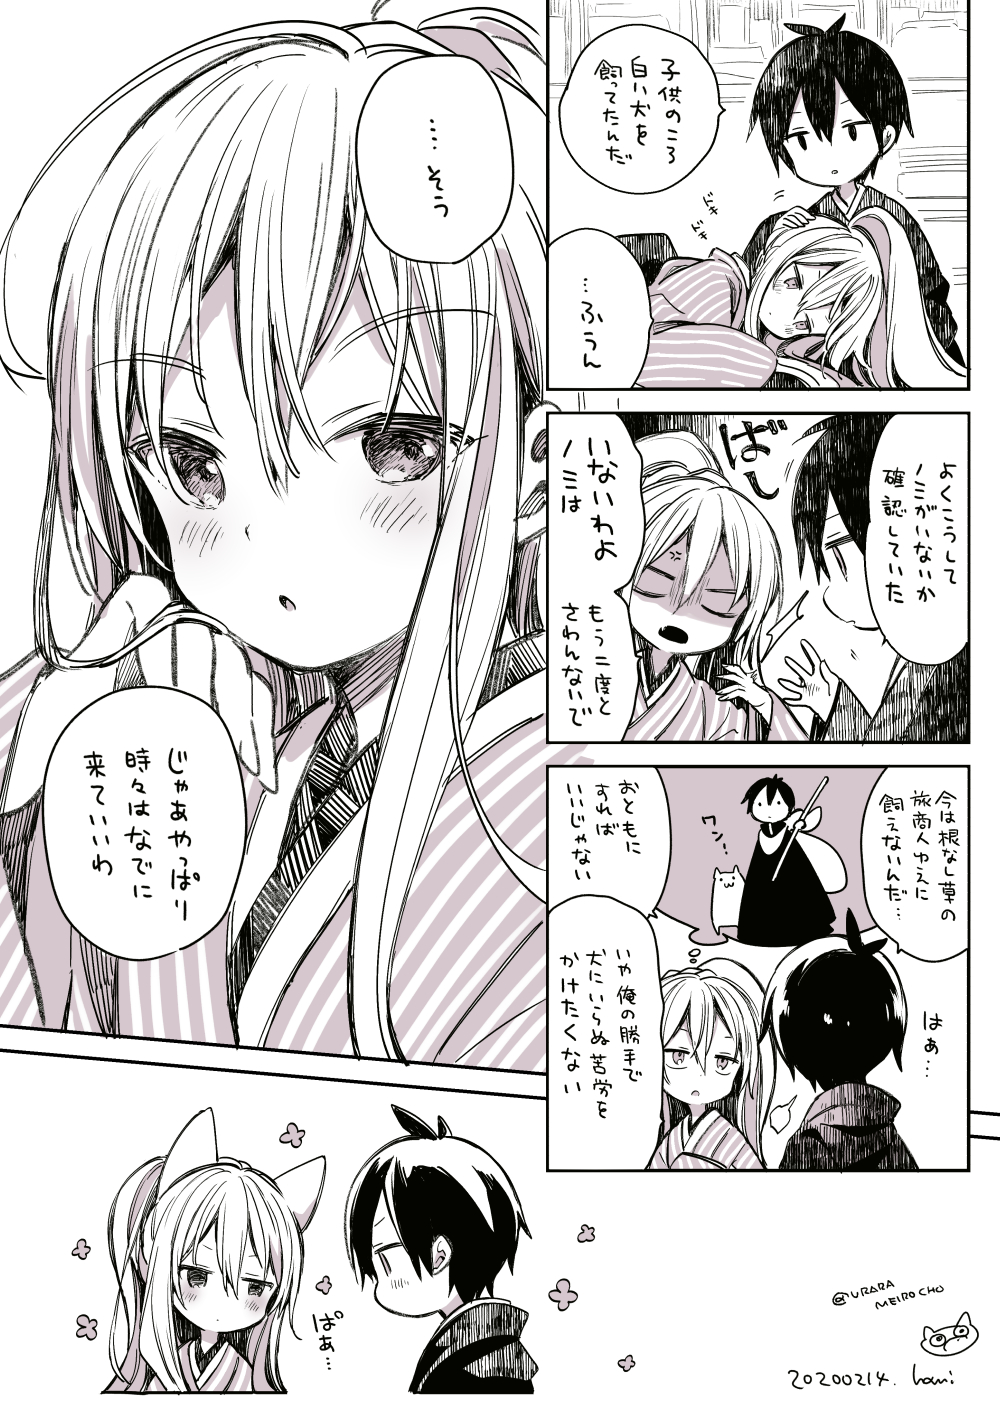 子供のころ
白い犬を
飼ってたんだ
ドキ
ドキ
…ふうん
よくこうして
ノミがいないか
確認していた
ばし
いないわよ
ノミは
もう二度と
さわんないで
今は根なし草の
旅商人ゆえに
飼えないんだ…
ワン…
おともに
すれば
いいじゃない
はぁ…
いや俺の勝手で
犬にいらぬ苦労を
かけたくない
…そう
じゃあやっぱり
時々はなでに
来ていいわ
ぱぁ…
@URARA
MEIROCHO
20200214. hami